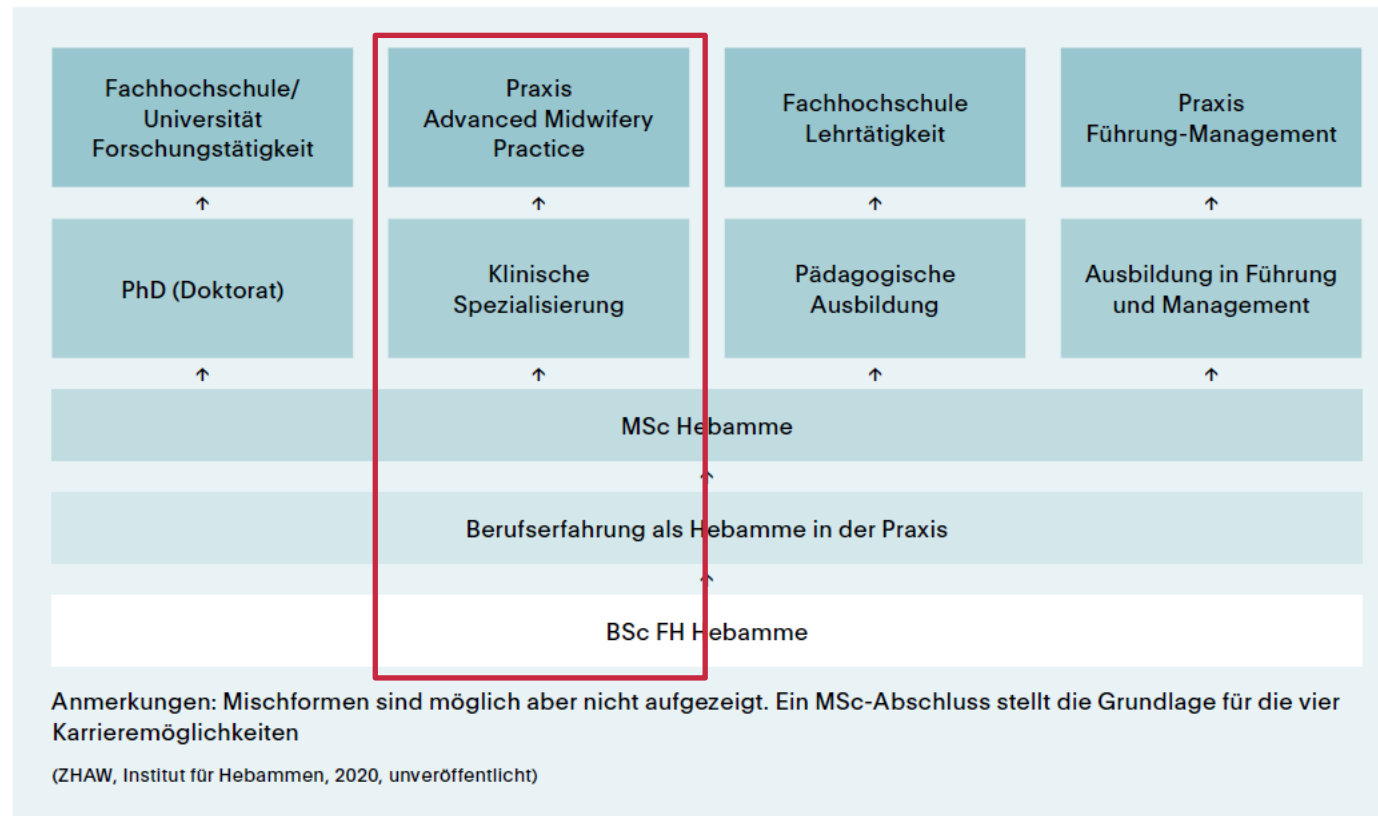 Fachhochschule/
Universität
Forschungstätigkeit
Praxis
Advanced Midwifery
Practice
Fachhochschule
Lehrtätigkeit
Praxis
Führung-Management
↑ ↑ ↑ ↑
PhD (Doktorat)
Klinische
Spezialisierung
Pädagogische
Ausbildung
Ausbildung in Führung
und Management
↑ ↑ ↑ ↑
MSc Hebamme
↑
Berufserfahrung als Hebamme in der Praxis
↑
BSc FH Hebamme
Anmerkungen: Mischformen sind möglich aber nicht aufgezeigt. Ein MSc-Abschluss stellt die Grundlage für die vier
Karrieremöglichkeiten
(ZHAW, Institut für Hebammen, 2020, unveröffentlicht)